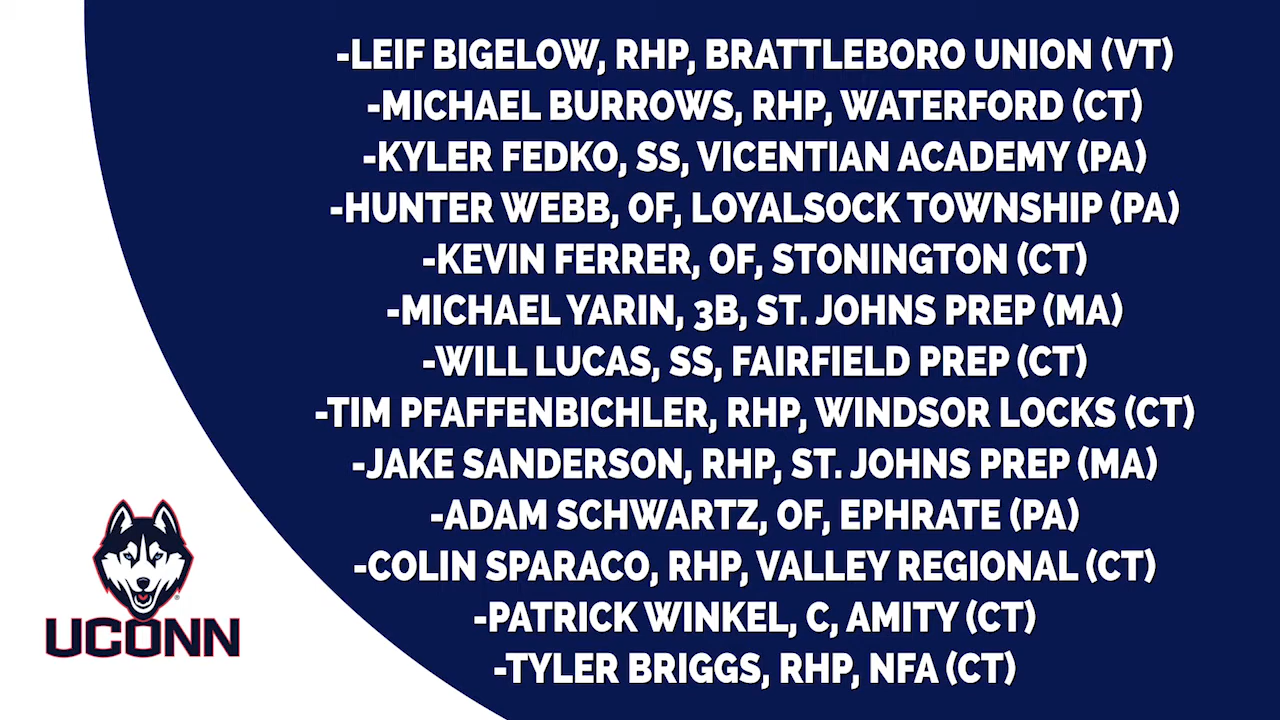 -LEIF BIGELOW, RHP, BRATTLEBORO UNION (VT)
-MICHAEL BURROWS, RHP, WATERFORD (CT)
-KYLER FEDKO, SS, VICENTIAN ACADEMY (PA)
-HUNTER WEBB, OF, LOYALSOCK TOWNSHIP (PA)
-KEVIN FERRER, OF, STONINGTON (CT)
-MICHAEL YARIN, 3B, ST. JOHNS PREP (MA)
-WILL LUCAS, SS, FAIRFIELD PREP (CT)
-TIM PFAFFENBICHLER, RHP, WINDSOR LOCKS (CT)
-JAKE SANDERSON, RHP, ST. JOHNS PREP (MA)
-ADAM SCHWARTZ, OF, EPHRATE (PA)
-COLIN SPARACO, RHP, VALLEY REGIONAL (CT)
-PATRICK WINKEL, C, AMITY (CT)
-TYLER BRIGGS, RHP, NFA (CT)
UCONN